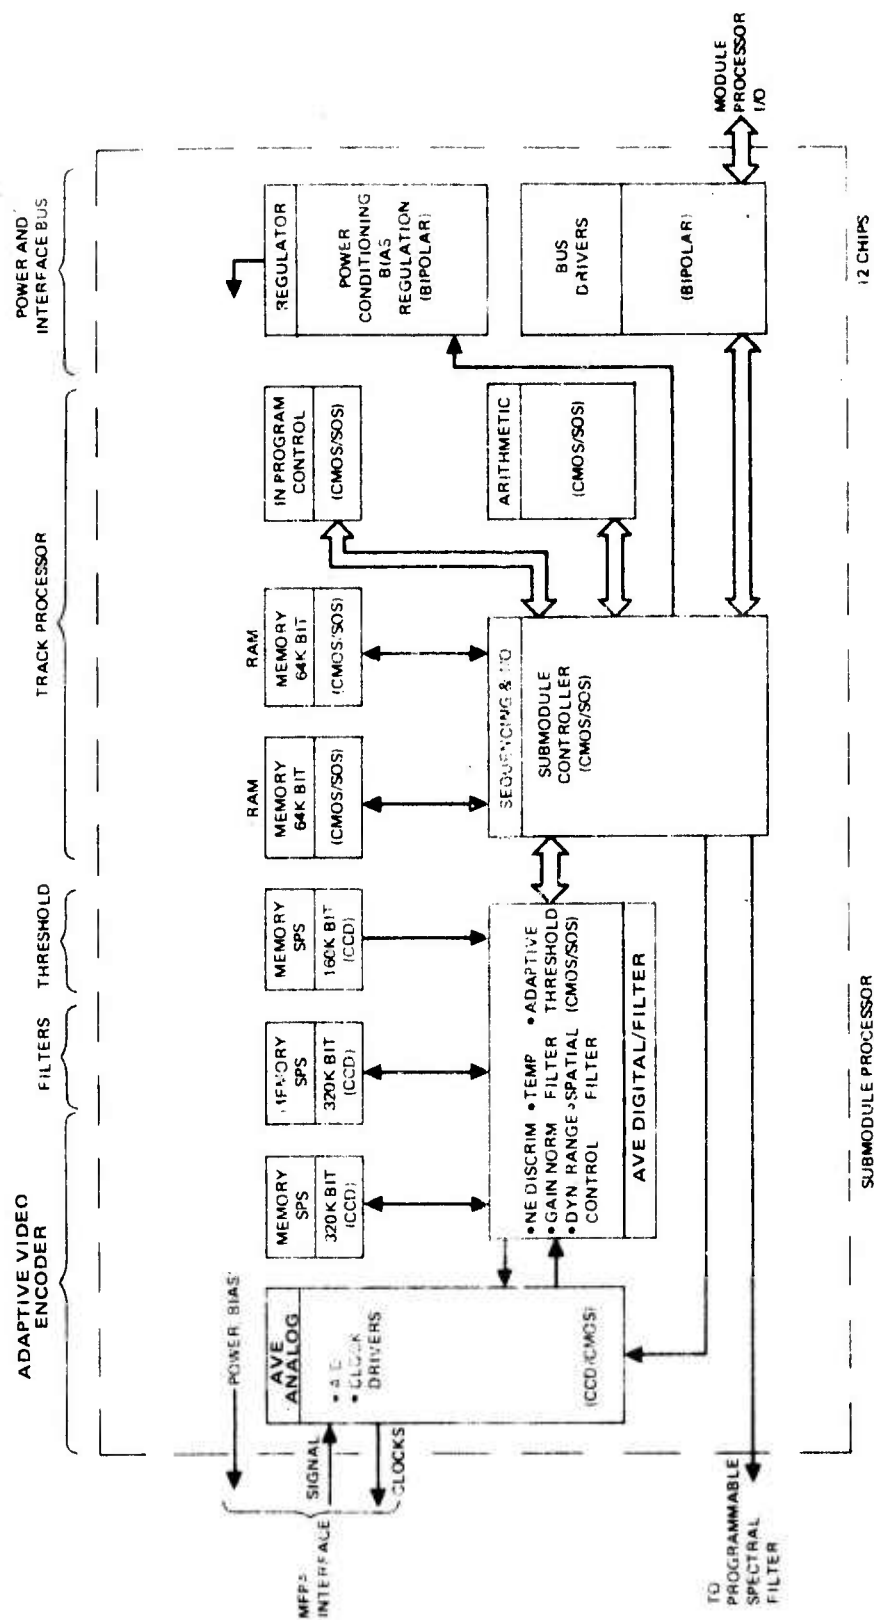 ADAPTIVE VIDEO
ENCODER
FILTERS
THRESHOLD
TRACK PROCESSOR
POWER AND
INTERFACE BUS
POWER, BIAS
SIGNAL
CLOCKS
INTERFACE
AVE
ANALOG
• CLOCK
DRIVERS
(CCD/CMOS)
MEMORY
SPS
320K BIT
(CCD)
MEMORY
SPS
320K BIT
(CCD)
MEMORY
SPS
160K BIT
(CCD)
RAM
MEMORY
64K BIT
(CMOS/SOS)
RAM
MEMORY
64K BIT
(CMOS/SOS)
IN PROGRAM
CONTROL
(CMOS/SOS)
REGULATOR
POWER
CONDITIONING
BIAS
REGULATION
(BIPOLAR)
• NE DISCRIM • TEMP • ADAPTIVE
• GAIN NORM FILTER THRESHOLD
• DYN RANGE • SPATIAL (CMOS/SOS)
CONTROL FILTER
AVE DIGITAL/FILTER
SEQUENCING & I/O
SUBMODULE
CONTROLLER
(CMOS/SOS)
ARITHMETIC
(CMOS/SOS)
BUS
DRIVERS
(BIPOLAR)
MODULE
PROCESSOR
I/O
TO
PROGRAMMABLE
SPECTRAL
FILTER
SUBMODULE PROCESSOR
12 CHIPS